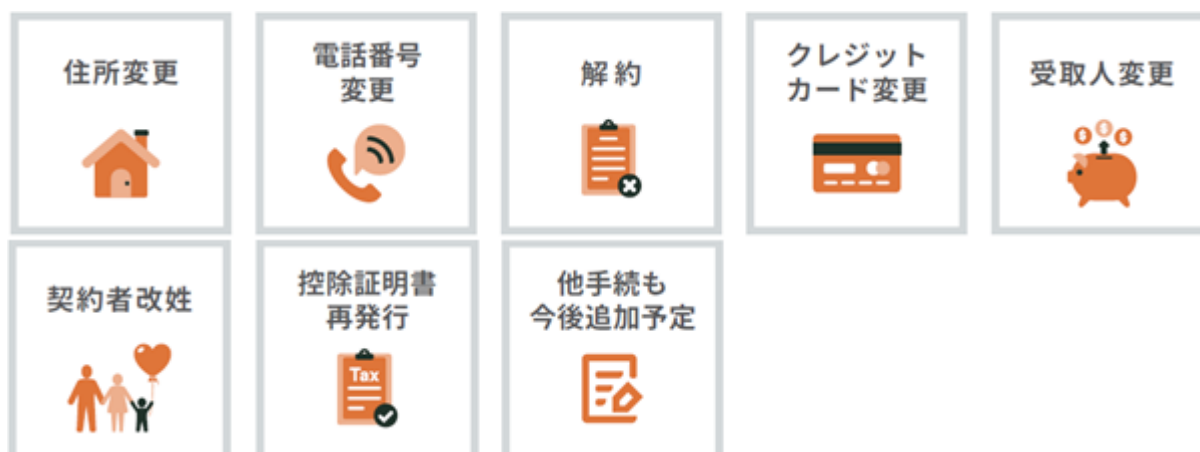 住所変更
電話番号
変更
解約
クレジット
カード変更
受取人変更
契約者改姓
控除証明書
再発行
Tax
他手続も
今後追加予定